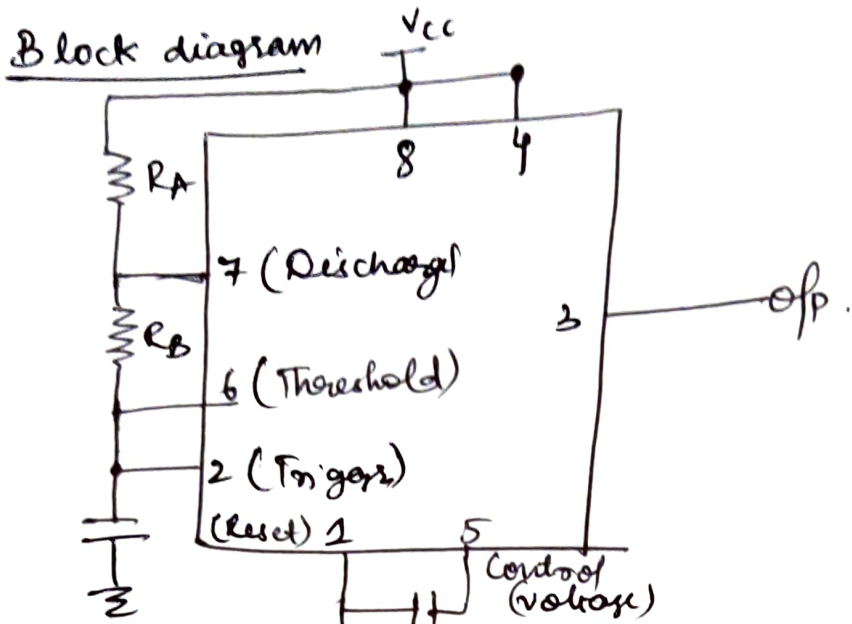 Block diagram
Vcc
RA
8
4
7 (Discharge)
RB
3
o/p.
6 (Threshold)
2 (Trigger)
(Reset) 1
5
Control
(voltage)